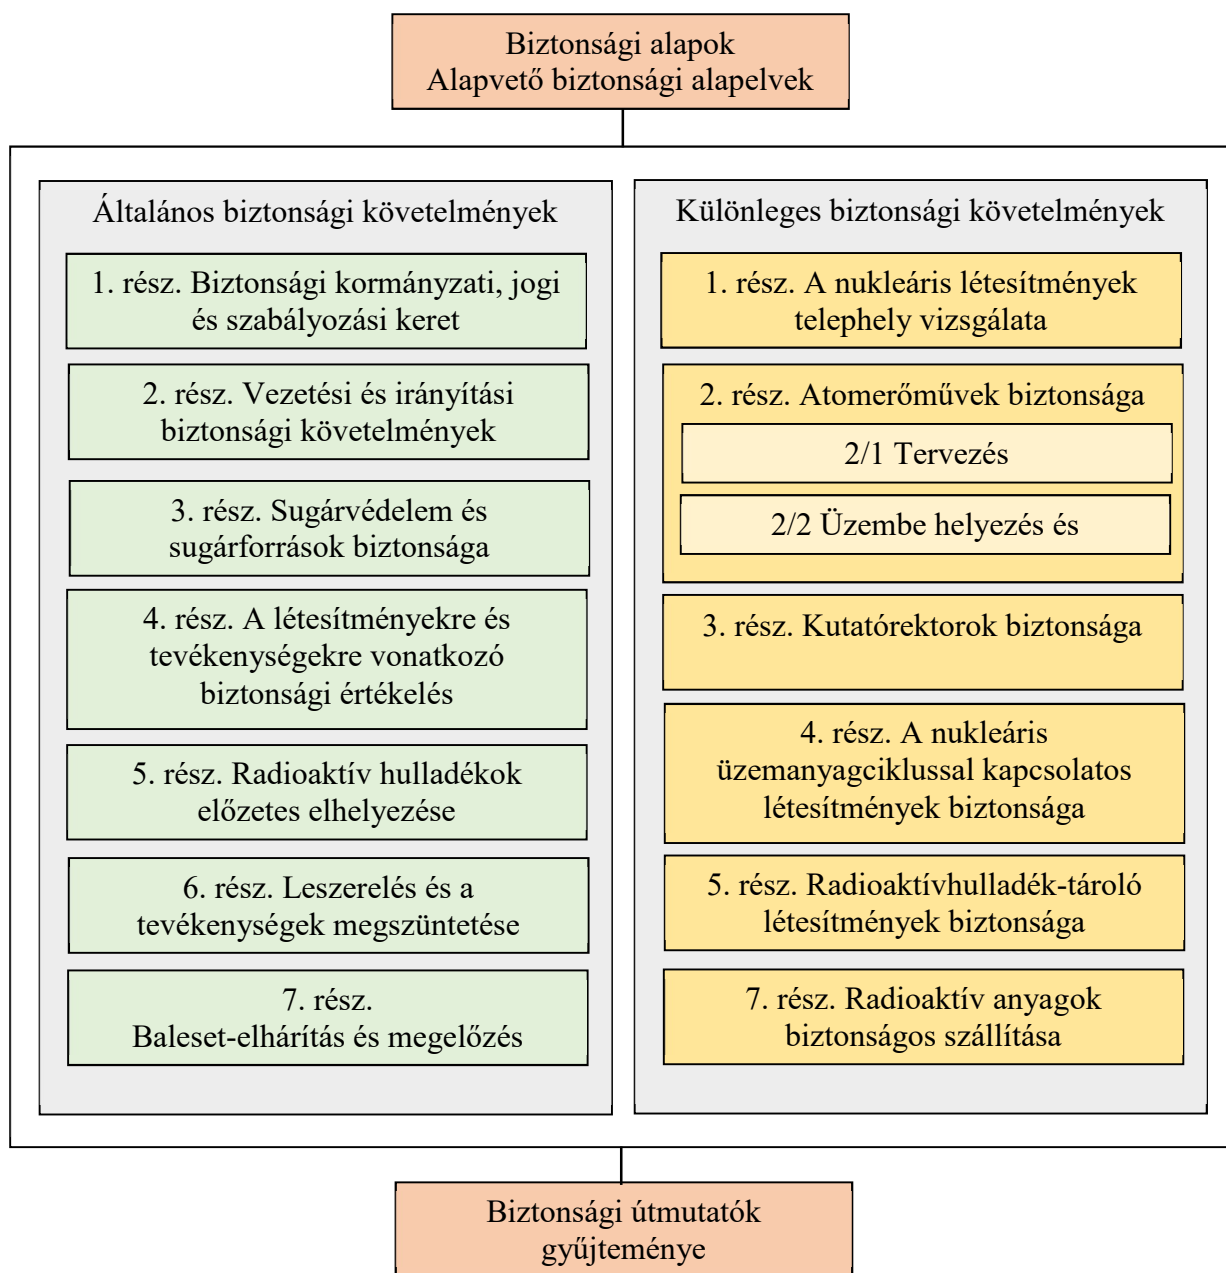 Biztonsági alapok
Alapvető biztonsági alapelvek
Általános biztonsági követelmények
1. rész. Biztonsági kormányzati, jogi
és szabályozási keret
2. rész. Vezetési és irányítási
biztonsági követelmények
3. rész. Sugárvédelem és
sugárforrások biztonsága
4. rész. A létesítményekre és
tevékenységekre vonatkozó
biztonsági értékelés
5. rész. Radioaktív hulladékok
előzetes elhelyezése
6. rész. Leszerelés és a
tevékenységek megszüntetése
7. rész.
Baleset-elhárítás és megelőzés
Különleges biztonsági követelmények
1. rész. A nukleáris létesítmények
telephely vizsgálata
2. rész. Atomerőművek biztonsága
2/1 Tervezés
2/2 Üzembe helyezés és
3. rész. Kutatórektorok biztonsága
4. rész. A nukleáris
üzemanyagciklussal kapcsolatos
létesítmények biztonsága
5. rész. Radioaktívhulladék-tároló
létesítmények biztonsága
7. rész. Radioaktív anyagok
biztonságos szállítása
Biztonsági útmutatók
gyűjteménye